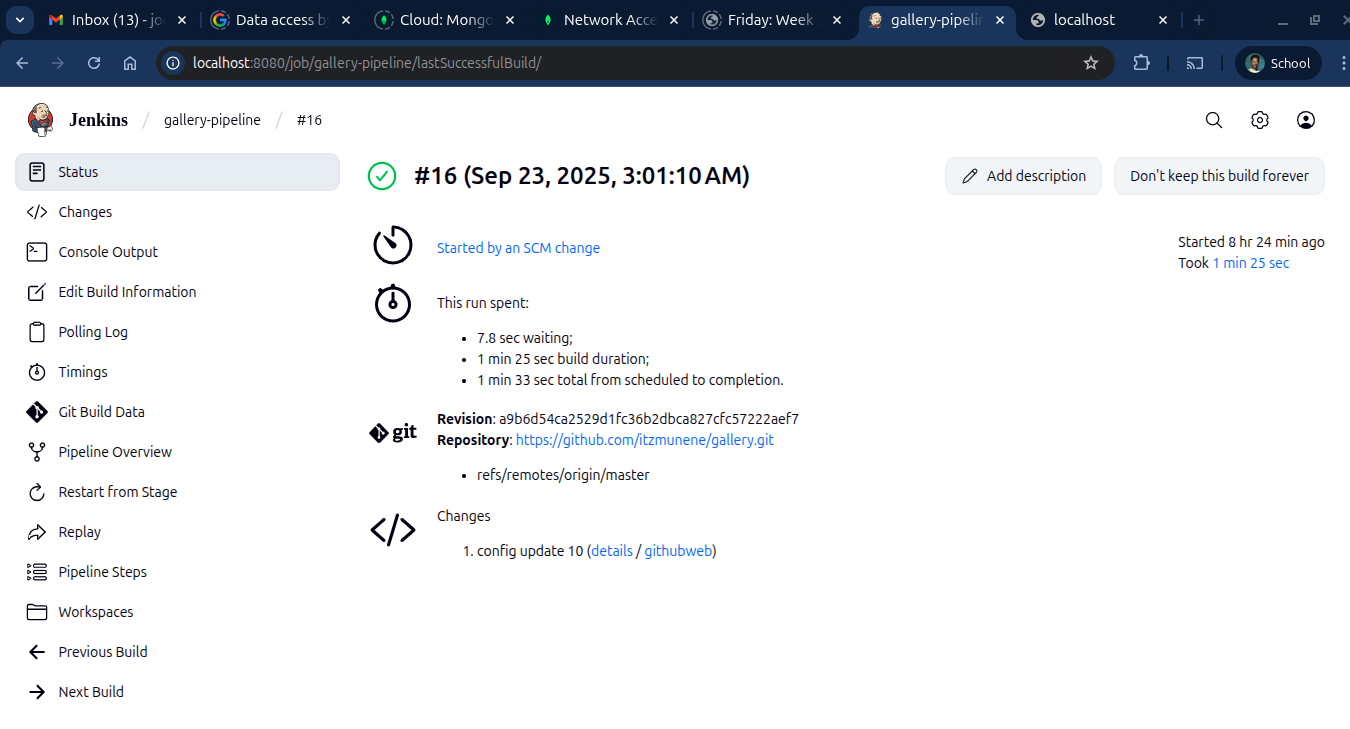 Inbox (13) - jo
Data access b
Cloud: Mongo
Network Acce
Friday: Week
gallery-pipelin
localhost
localhost:8080/job/gallery-pipeline/lastSuccessfulBuild/
School
Jenkins / gallery-pipeline / #16
Status
Changes
Console Output
Edit Build Information
Polling Log
Timings
Git Build Data
Pipeline Overview
Restart from Stage
Replay
Pipeline Steps
Workspaces
Previous Build
Next Build
#16 (Sep 23, 2025, 3:01:10 AM)
Add description
Don't keep this build forever
Started by an SCM change
Started 8 hr 24 min ago
Took 1 min 25 sec
This run spent:
• 7.8 sec waiting;
• 1 min 25 sec build duration;
• 1 min 33 sec total from scheduled to completion.
git
Revision: a9b6d54ca2529d1fc36b2dbca827cfc57222aef7
Repository: https://github.com/itzmunene/gallery.git
• refs/remotes/origin/master
Changes
1. config update 10 (details / githubweb)